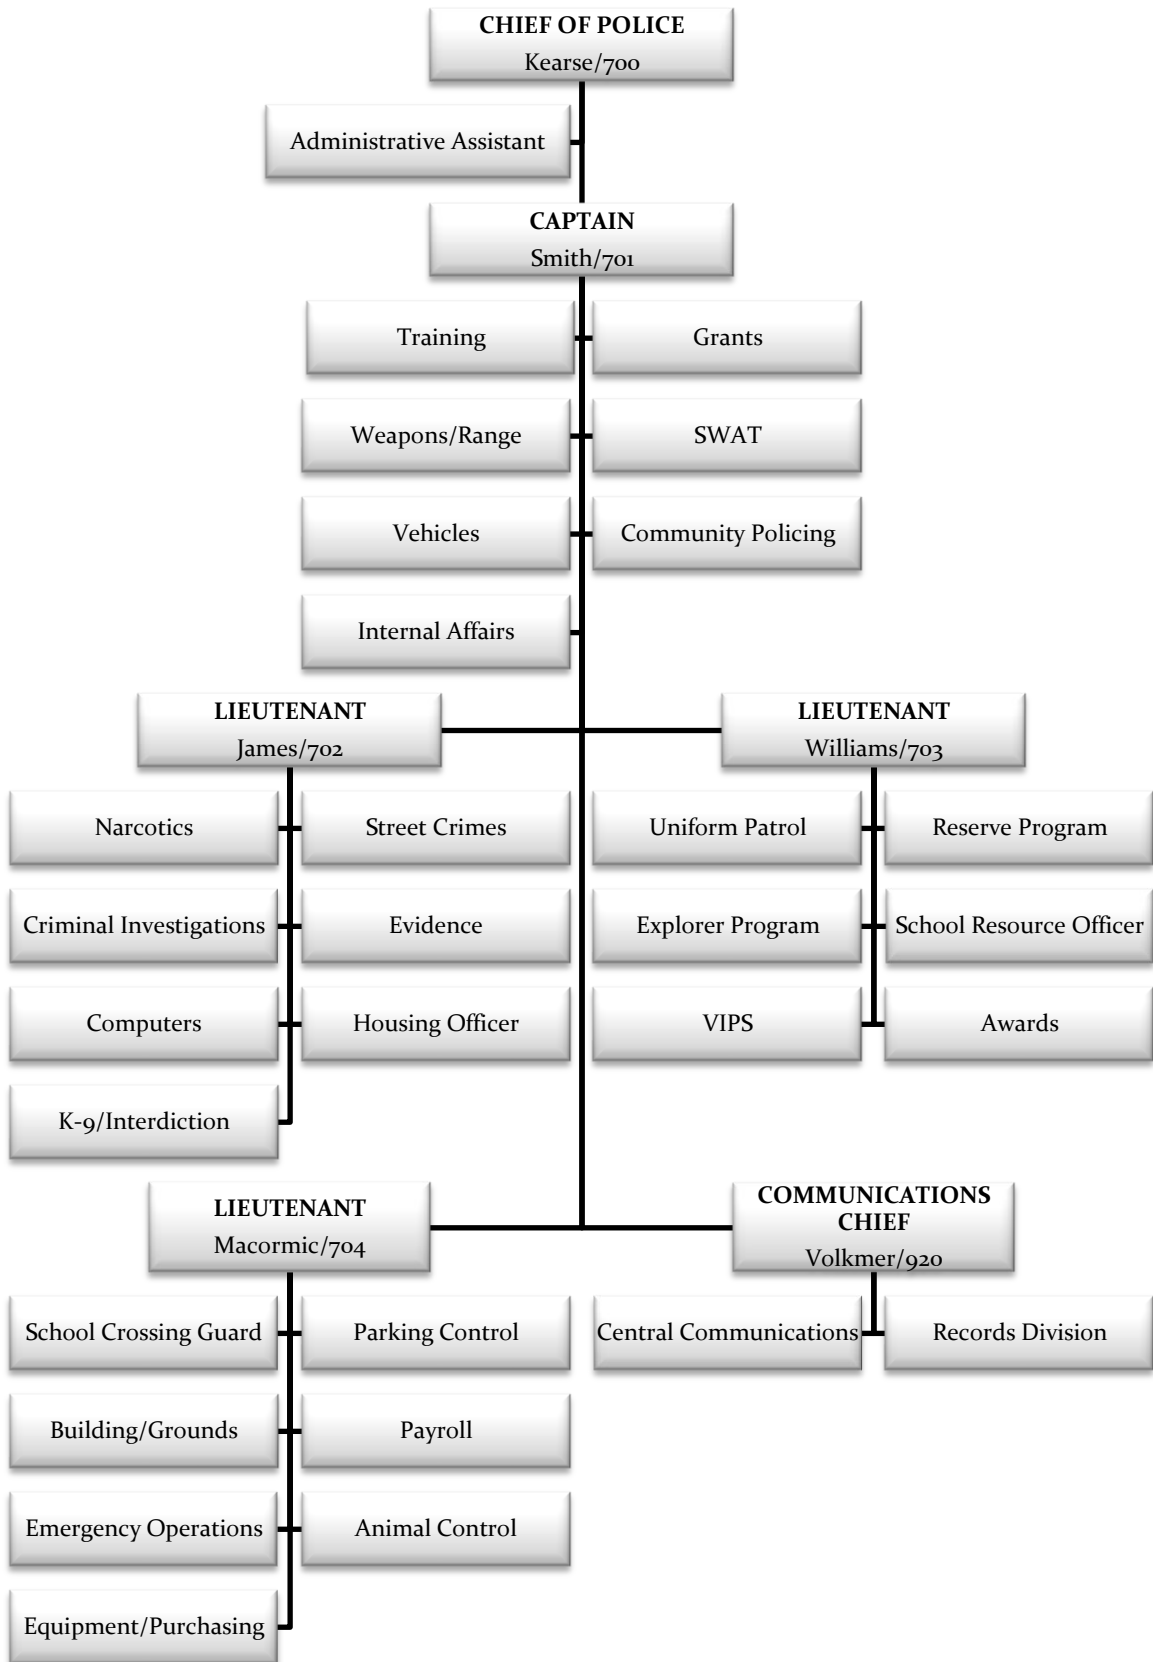 CHIEF OF POLICE
Kearse/700
Administrative Assistant
CAPTAIN
Smith/701
Training
Grants
Weapons/Range
SWAT
Vehicles
Community Policing
Internal Affairs
LIEUTENANT
James/702
LIEUTENANT
Williams/703
Narcotics
Street Crimes
Uniform Patrol
Reserve Program
Criminal Investigations
Evidence
Explorer Program
School Resource Officer
Computers
Housing Officer
VIPS
Awards
K-9/Interdiction
LIEUTENANT
Macormic/704
COMMUNICATIONS
CHIEF
Volkmer/920
School Crossing Guard
Parking Control
Central Communications
Records Division
Building/Grounds
Payroll
Emergency Operations
Animal Control
Equipment/Purchasing